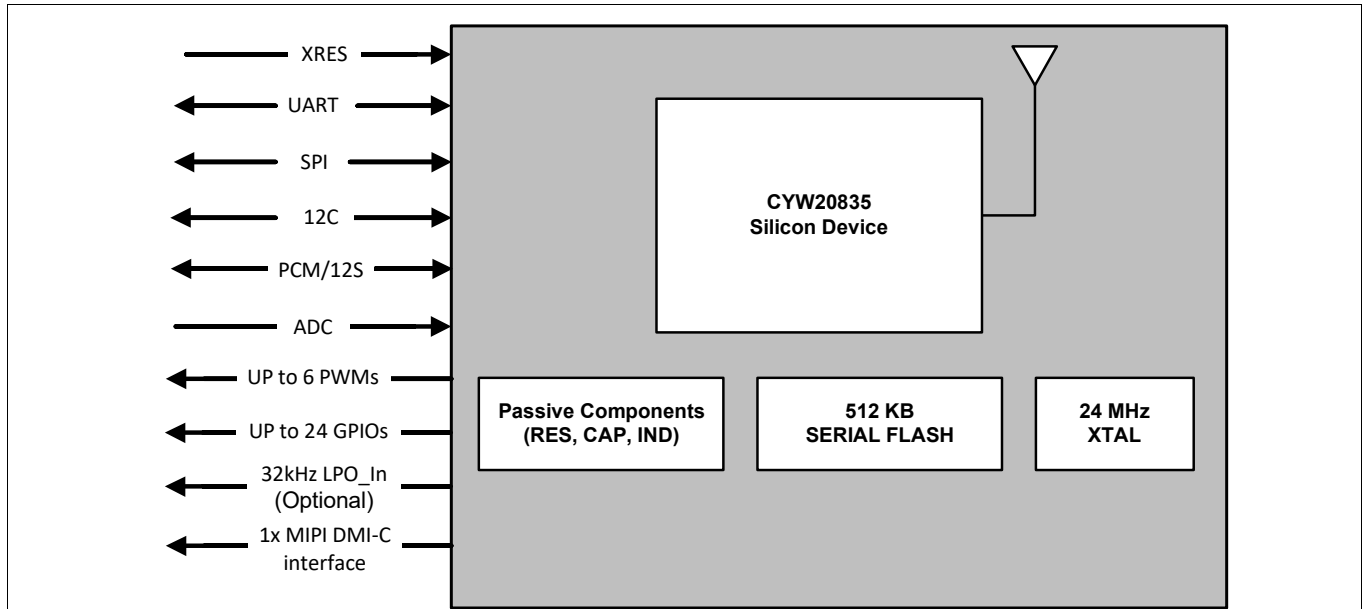 XRES
UART
SPI
12C
PCM/12S
ADC
UP to 6 PWMs
UP to 24 GPIOs
32kHz LPO_In
(Optional)
1x MIPI DMI-C
interface
CYW20835
Silicon Device
Passive Components
(RES, CAP, IND)
512 KB
SERIAL FLASH
24 MHz
XTAL